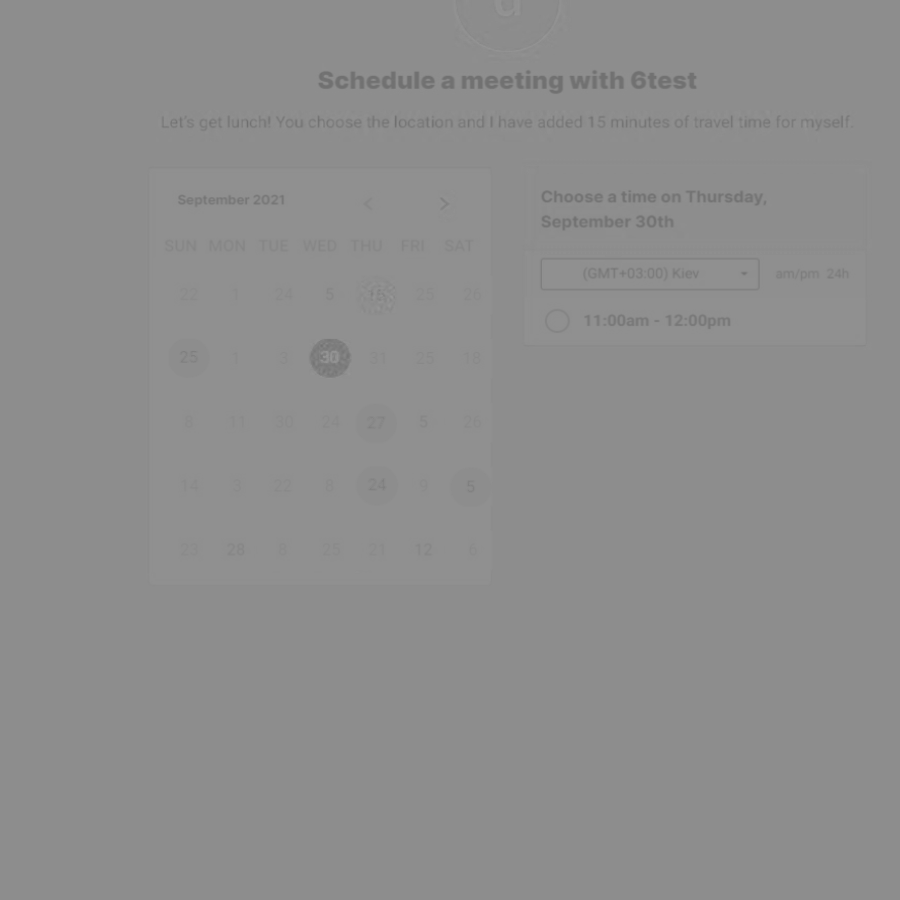 Schedule a meeting with 6test
Let's get lunch! You choose the location and I have added 15 minutes of travel time for myself.
September 2021
SUN MON TUE WED THU FRI SAT
22 1 24 5 15 25 26
25 1 3 30 31 25 18
8 11 30 24 27 5 26
14 3 22 8 24 9 5
23 28 8 25 21 12 6
Choose a time on Thursday,
September 30th
(GMT+03:00) Kiev
am/pm 24h
11:00am - 12:00pm